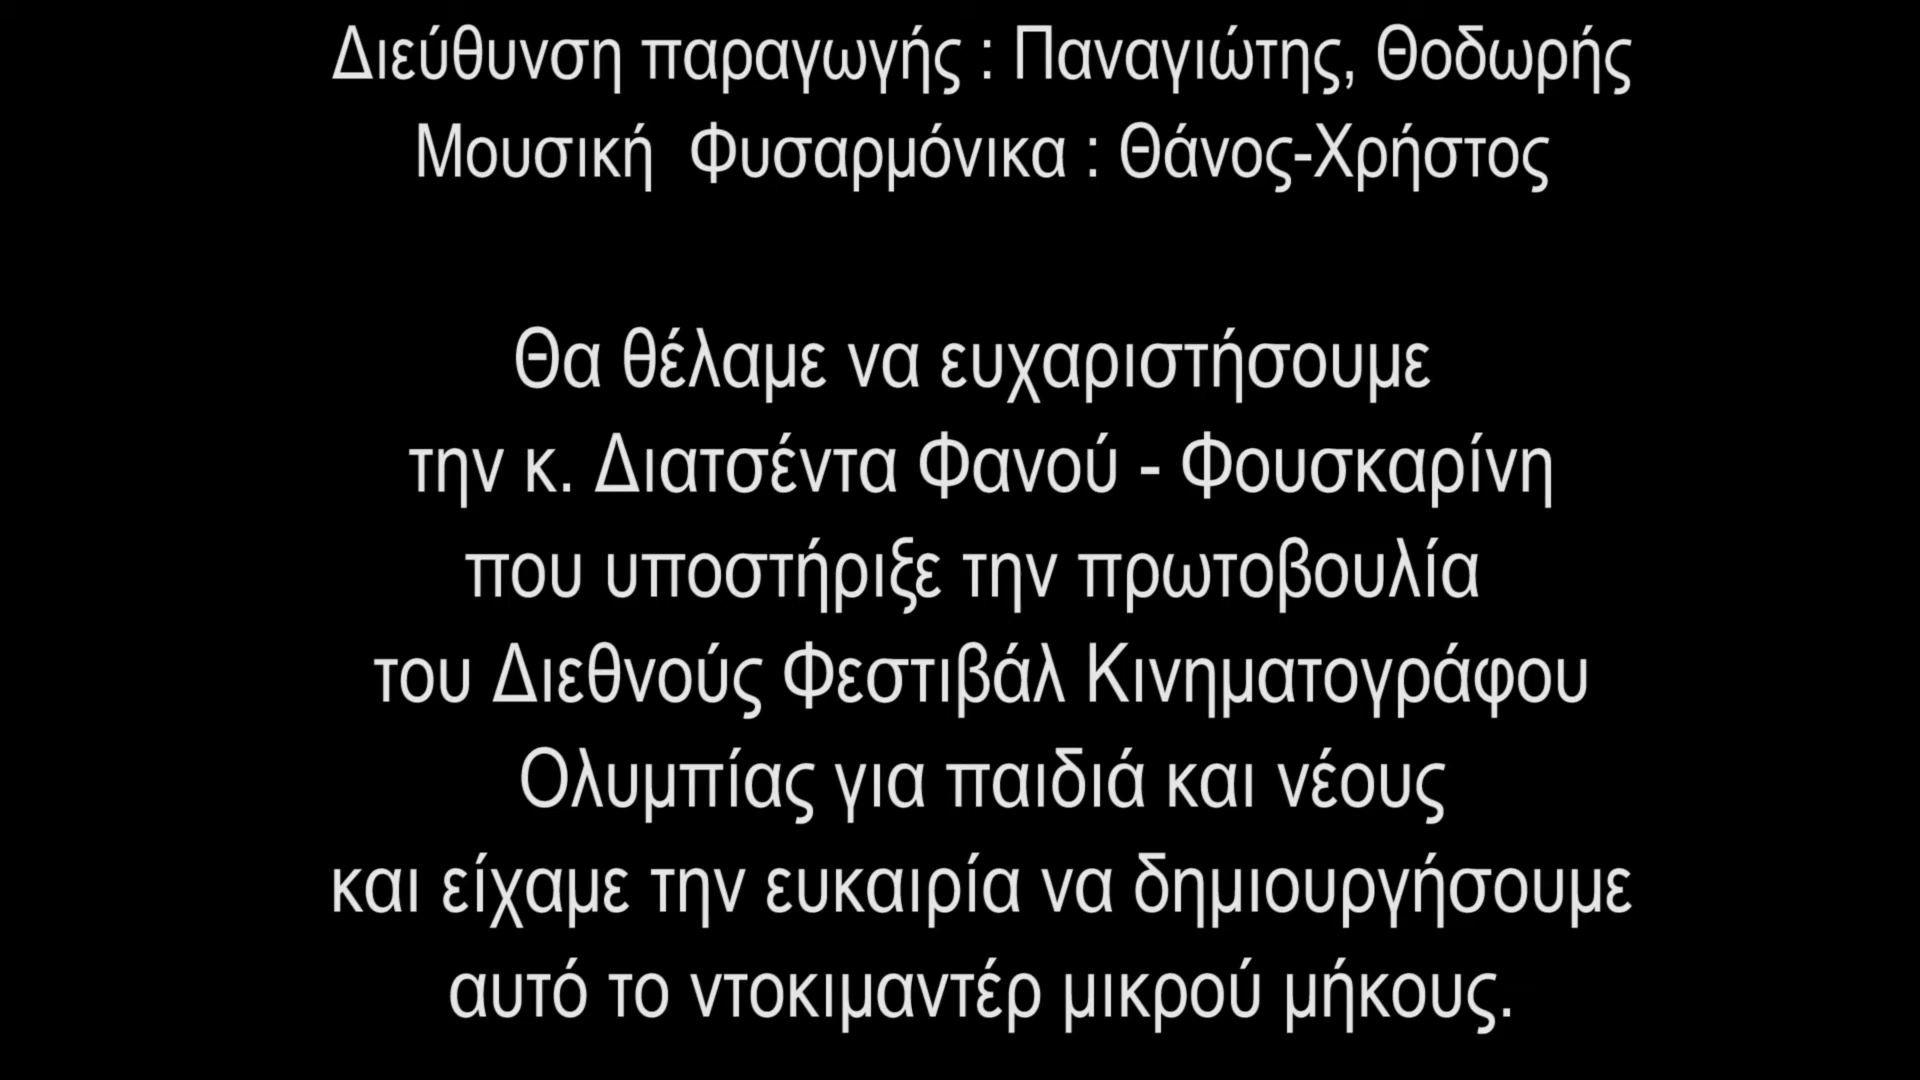 Διεύθυνση παραγωγής : Παναγιώτης, Θοδωρής
Μουσική  Φυσαρμόνικα : Θάνος-Χρήστος
Θα θέλαμε να ευχαριστήσουμε
την κ. Διατσέντα Φανού - Φουσκαρίνη
που υποστήριξε την πρωτοβουλία
του Διεθνούς Φεστιβάλ Κινηματογράφου
Ολυμπίας για παιδιά και νέους
και είχαμε την ευκαιρία να δημιουργήσουμε
αυτό το ντοκιμαντέρ μικρού μήκους.